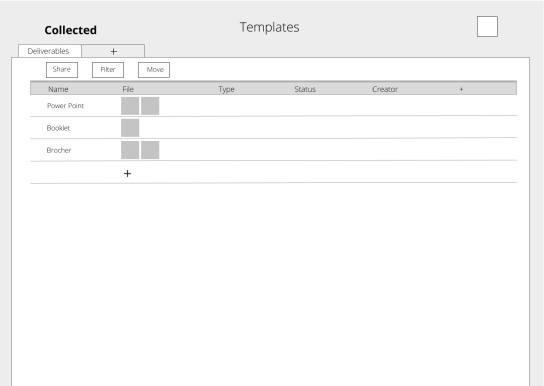 Collected
Templates
Deliverables +
Share Filter Move
Name File Type Status Creator +
Power Point
Booklet
Brocher
+